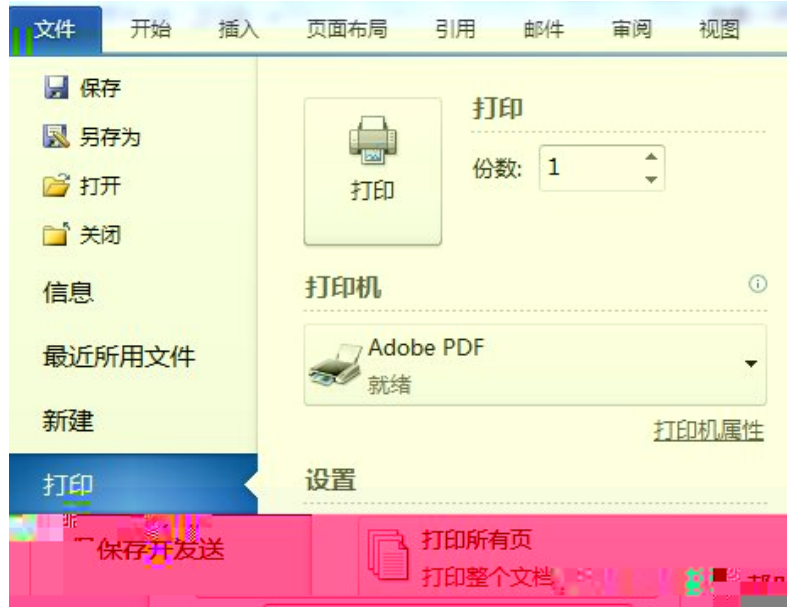 文件 开始 插入 页面布局 引用 邮件 审阅 视图
保存
另存为
打开
关闭
信息
最近所用文件
新建
打印
保存并发送
打印
打印
份数: 1
打印机
Adobe PDF
就绪
打印机属性
设置
打印所有页
打印整个文档